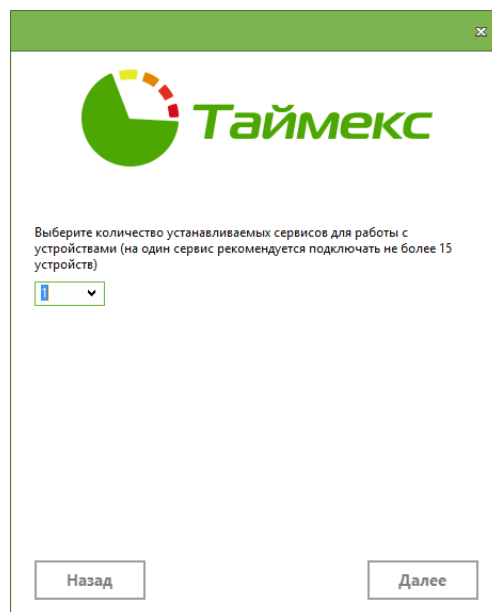 Таймекс
Выберите количество устанавливаемых сервисов для работы с
устройствами (на один сервис рекомендуется подключать не более 15
устройств)
1
Назад
Далее